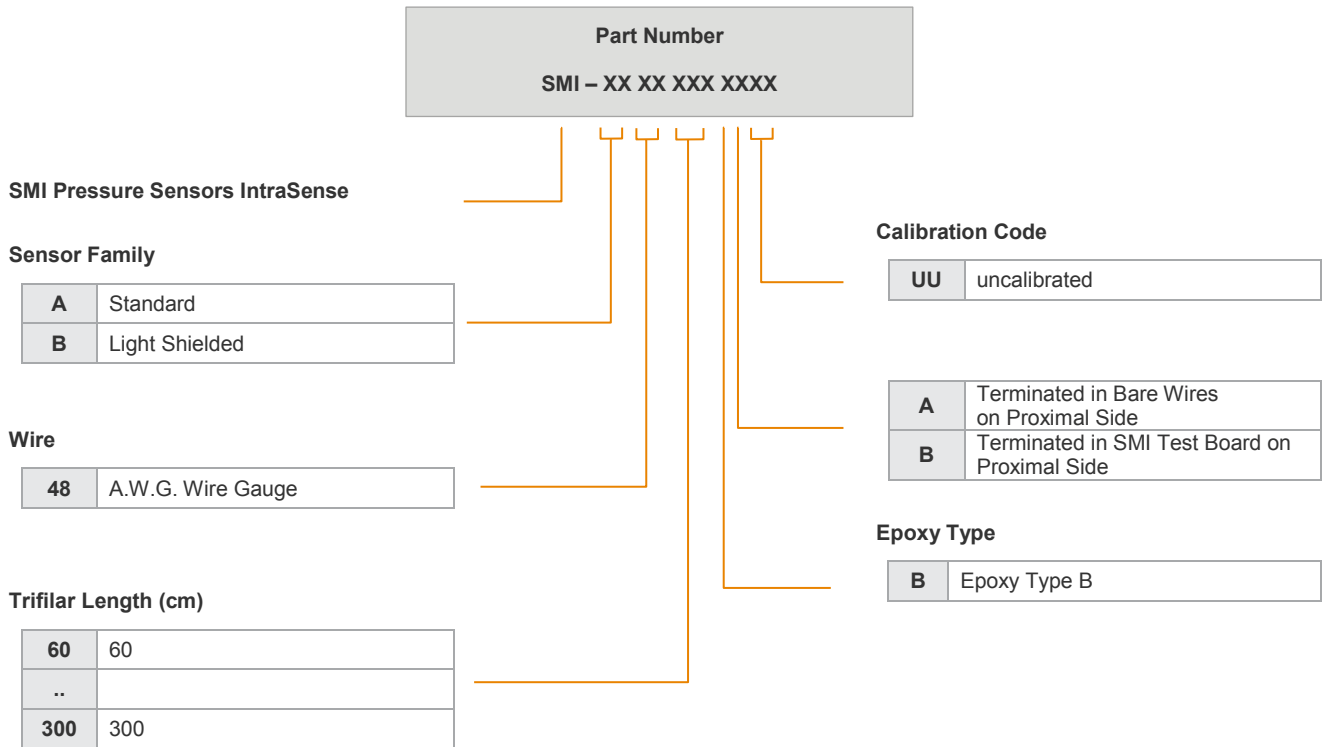 Part Number
SMI – XX XX XXX XXXX
SMI Pressure Sensors IntraSense
Sensor Family
A Standard
B Light Shielded
Wire
48 A.W.G. Wire Gauge
Trifilar Length (cm)
60 60
..
300 300
Calibration Code
UU uncalibrated
A Terminated in Bare Wires
on Proximal Side
B Terminated in SMI Test Board on
Proximal Side
Epoxy Type
B Epoxy Type B